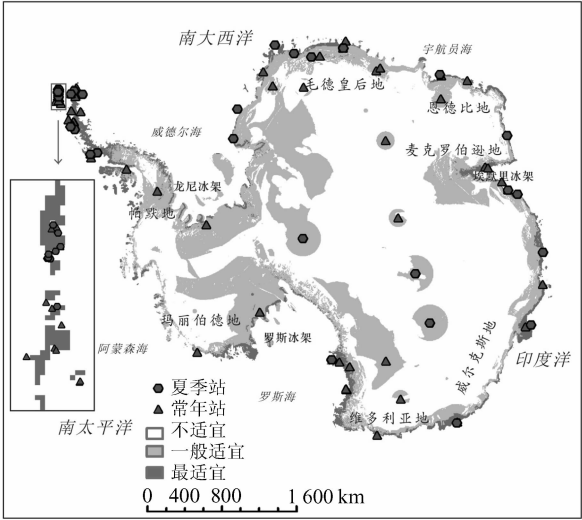 南大西洋
宇航员海
毛德皇后地
恩德比地
威德尔海
麦克罗伯逊地
埃默里冰架
龙尼冰架
帕默地
玛丽伯德地
罗斯冰架
阿蒙森海
威尔克斯地
印度洋
罗斯海
维多利亚地
南太平洋
夏季站
常年站
不适宜
一般适宜
最适宜
0 400 800 1 600 km